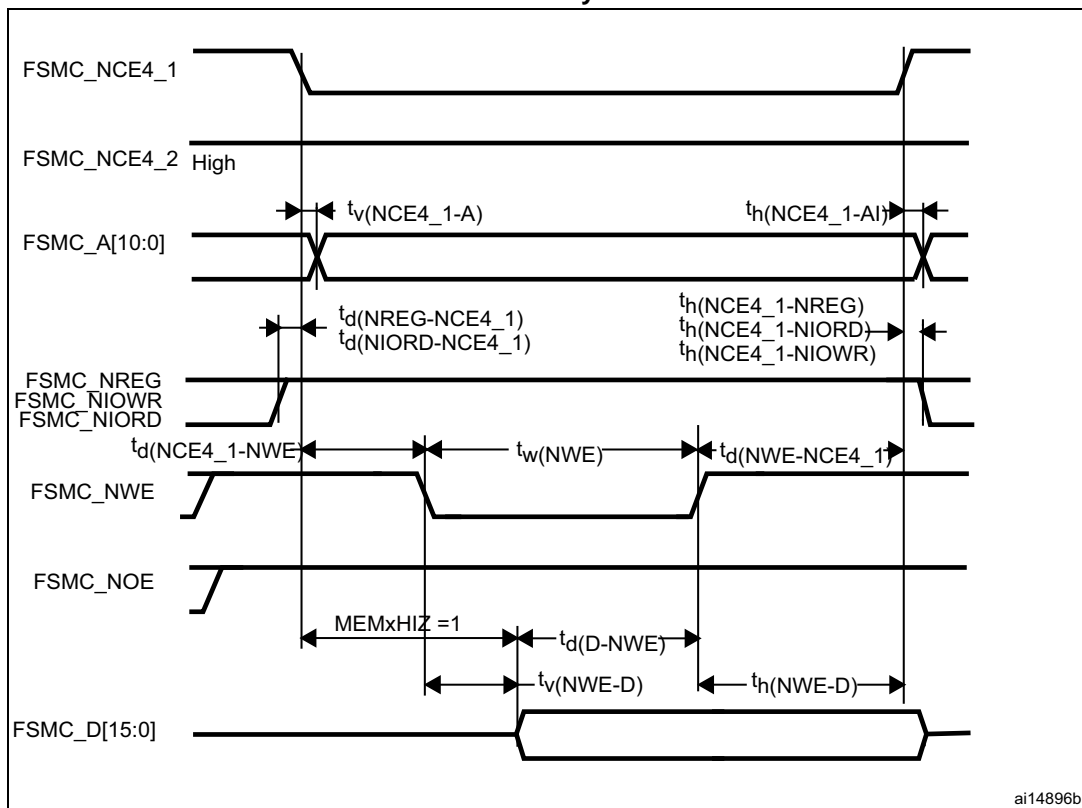 FSMC_NCE4_1
FSMC_NCE4_2 High
tv(NCE4_1-A)
th(NCE4_1-AI)
FSMC_A[10:0]
td(NREG-NCE4_1)
td(NIORD-NCE4_1)
th(NCE4_1-NREG)
th(NCE4_1-NIORD)
th(NCE4_1-NIOWR)
FSMC_NREG
FSMC_NIOWR
FSMC_NIORD
td(NCE4_1-NWE)
tw(NWE)
td(NWE-NCE4_1)
FSMC_NWE
FSMC_NOE
MEMxHIZ =1
td(D-NWE)
tv(NWE-D)
th(NWE-D)
FSMC_D[15:0]
ai14896b